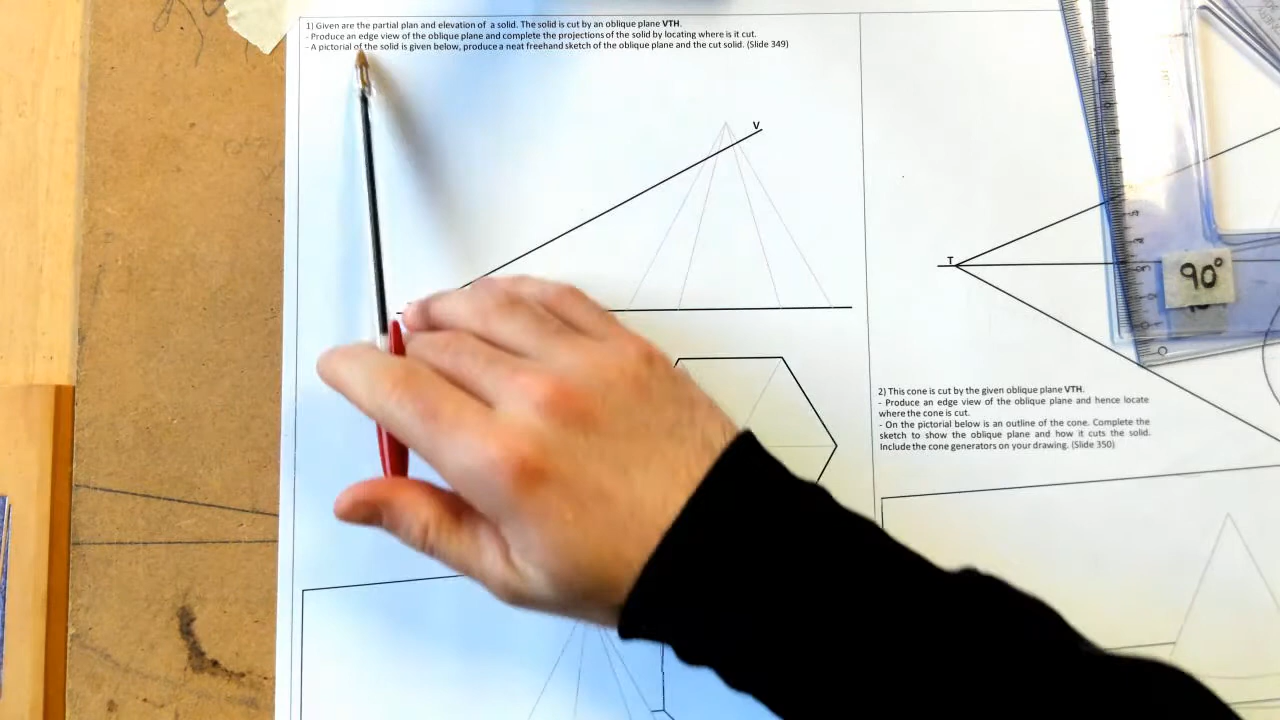 1) Given are the partial plan and elevation of a solid. The solid is cut by an oblique plane VTH.
- Produce an edge view of the oblique plane and complete the projections of the solid by locating where is it cut.
- A pictorial of the solid is given below, produce a neat freehand sketch of the oblique plane and the cut solid. (Slide 349)
V
T
90°
2) This cone is cut by the given oblique plane VTH.
- Produce an edge view of the oblique plane and hence locate
where the cone is cut.
- On the pictorial below is an outline of the cone. Complete the
sketch to show the oblique plane and how it cuts the solid.
Include the cone generators on your drawing. (Slide 350)